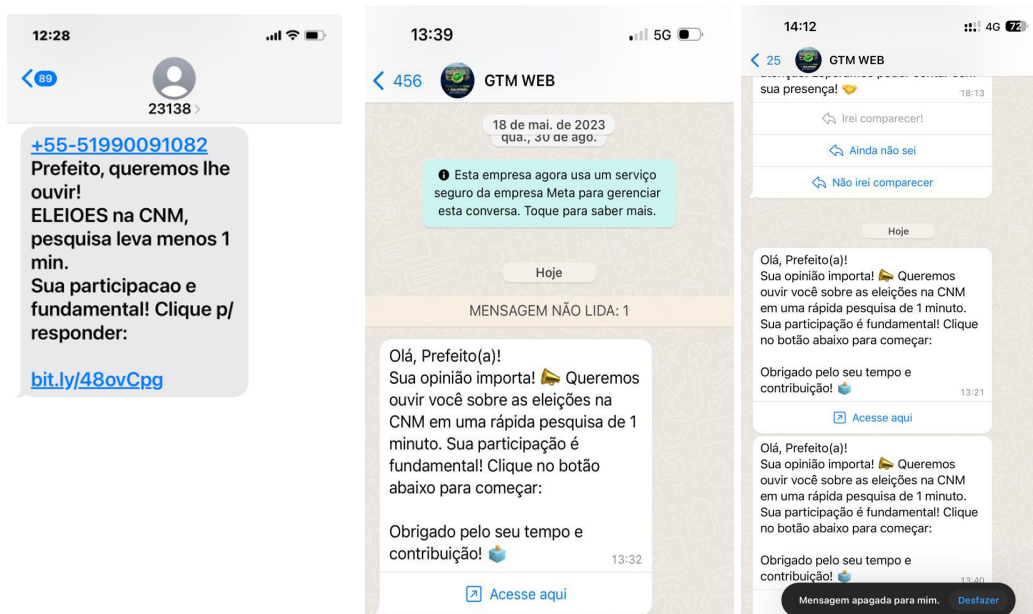 12:28
89
23138
+55-51990091082
Prefeito, queremos lhe
ouvir!
ELEIOES na CNM,
pesquisa leva menos 1
min.
Sua participacao e
fundamental! Clique p/
responder:
bit.ly/48ovCpg
13:39
5G
456
GTM WEB
18 de mai. de 2023
qua., 30 de ago.
Esta empresa agora usa um serviço
seguro da empresa Meta para gerenciar
esta conversa. Toque para saber mais.
Hoje
MENSAGEM NÃO LIDA: 1
Olá, Prefeito(a)!
Sua opinião importa! 📣 Queremos
ouvir você sobre as eleições na
CNM em uma rápida pesquisa de 1
minuto. Sua participação é
fundamental! Clique no botão
abaixo para começar:
Obrigado pelo seu tempo e
contribuição! 🗳️
13:32
Acesse aqui
14:12
4G 72
25
GTM WEB
sua presença! 🤝
18:13
Irei comparecer!
Ainda não sei
Não irei comparecer
Hoje
Olá, Prefeito(a)!
Sua opinião importa! 📣 Queremos
ouvir você sobre as eleições na CNM
em uma rápida pesquisa de 1 minuto.
Sua participação é fundamental! Clique
no botão abaixo para começar:
Obrigado pelo seu tempo e
contribuição! 🗳️
13:21
Acesse aqui
Olá, Prefeito(a)!
Sua opinião importa! 📣 Queremos
ouvir você sobre as eleições na CNM
em uma rápida pesquisa de 1 minuto.
Sua participação é fundamental! Clique
no botão abaixo para começar:
Obrigado pelo seu tempo e
contribuição! 🗳️
13:40
Mensagem apagada para mim. Desfazer